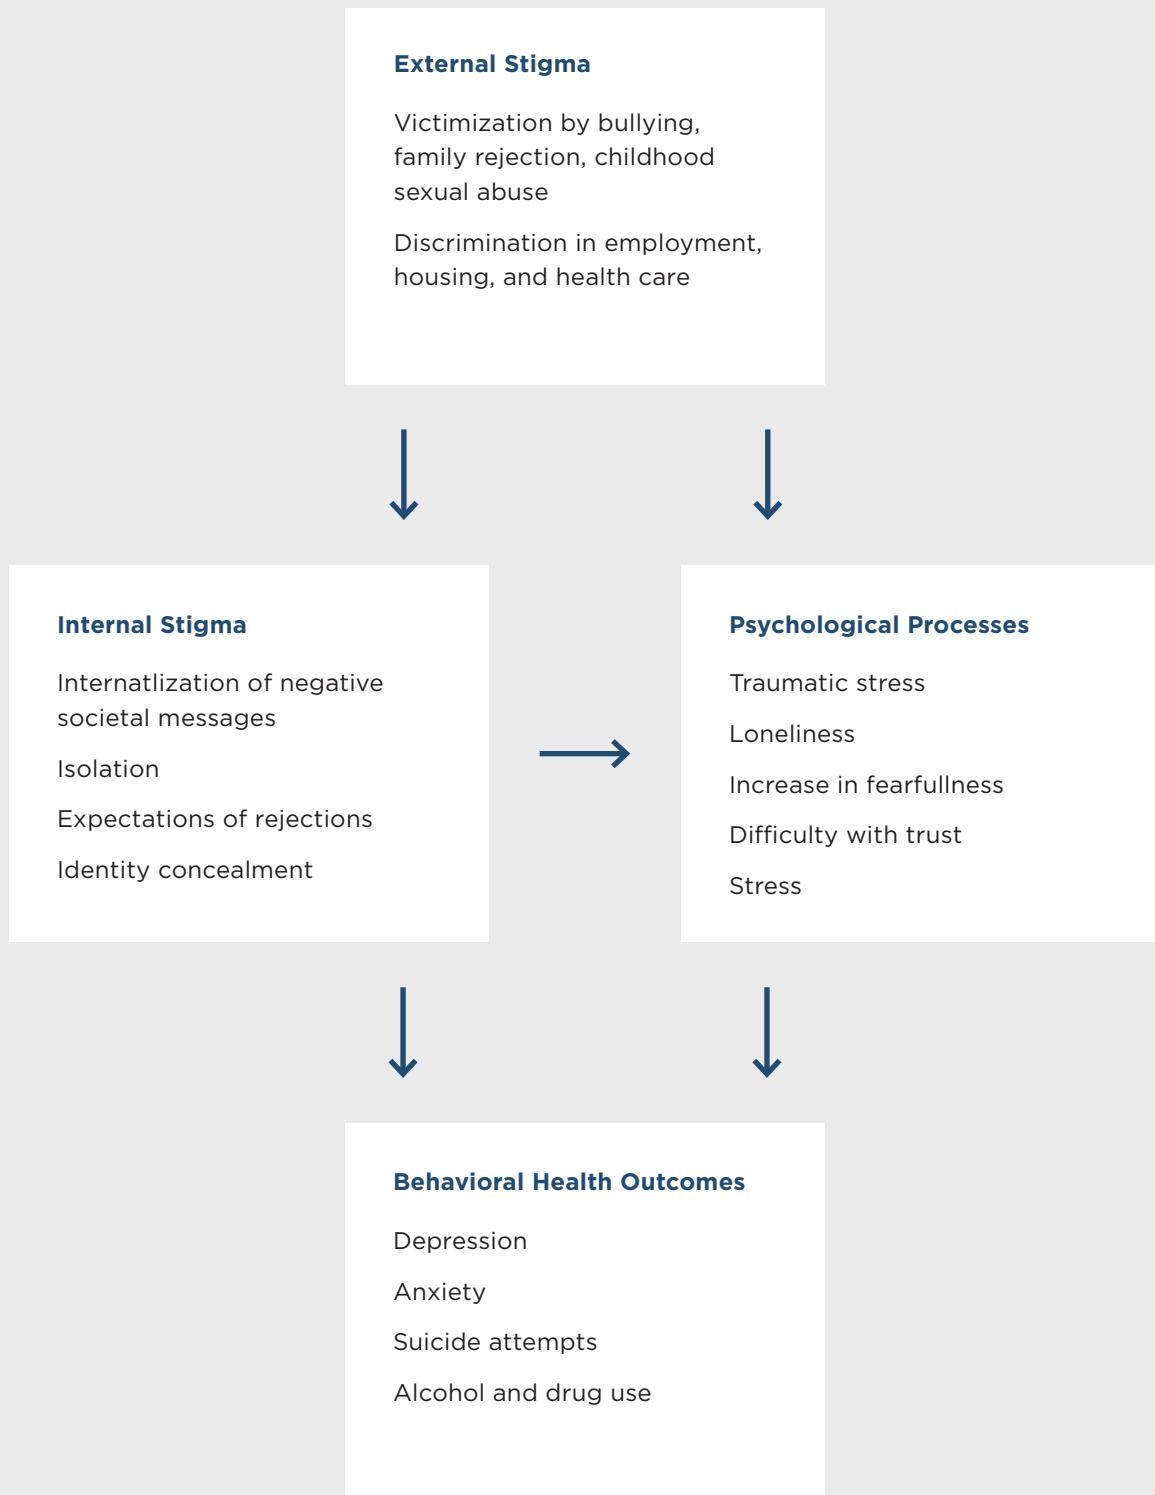 External Stigma
Victimization by bullying,
family rejection, childhood
sexual abuse
Discrimination in employment,
housing, and health care
Internal Stigma
Internatlization of negative
societal messages
Isolation
Expectations of rejections
Identity concealment
Psychological Processes
Traumatic stress
Loneliness
Increase in fearfullness
Difficulty with trust
Stress
Behavioral Health Outcomes
Depression
Anxiety
Suicide attempts
Alcohol and drug use